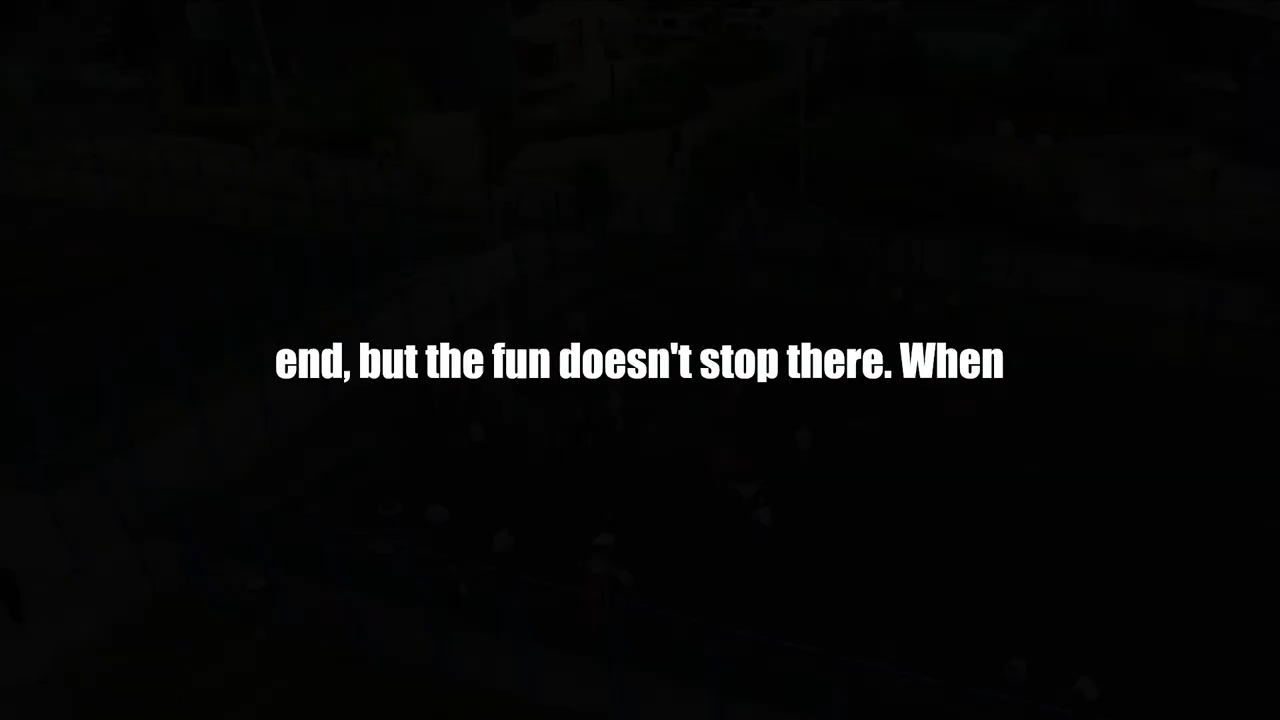 end, but the fun doesn't stop there. When